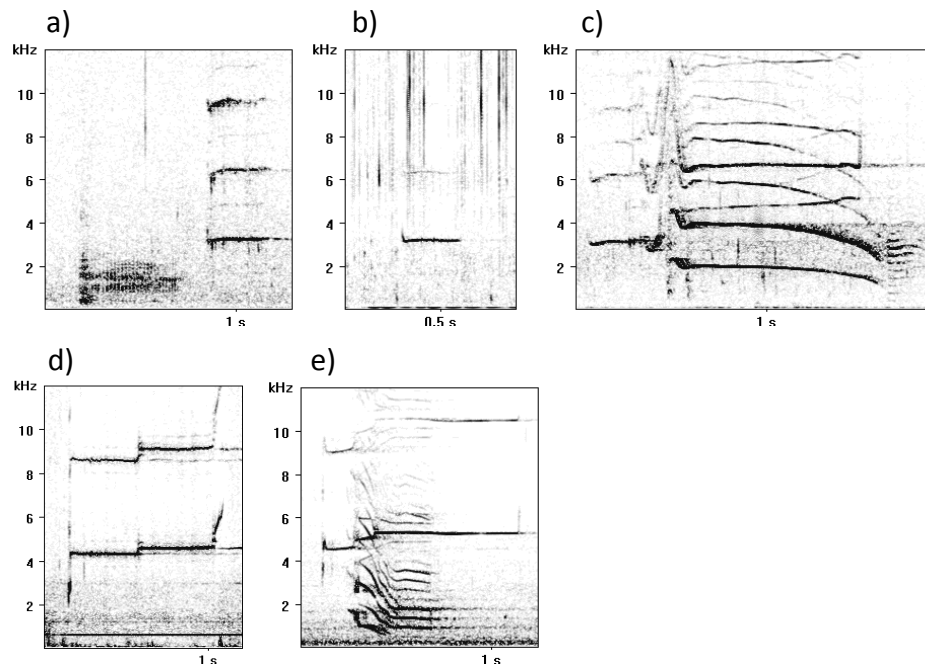 a) b) c)
kHz kHz kHz
10 10 10
8 8 8
6 6 6
4 4 4
2 2 2
1 s 0.5 s 1 s
d) e)
kHz kHz
10 10
8 8
6 6
4 4
2 2
1 s 1 s